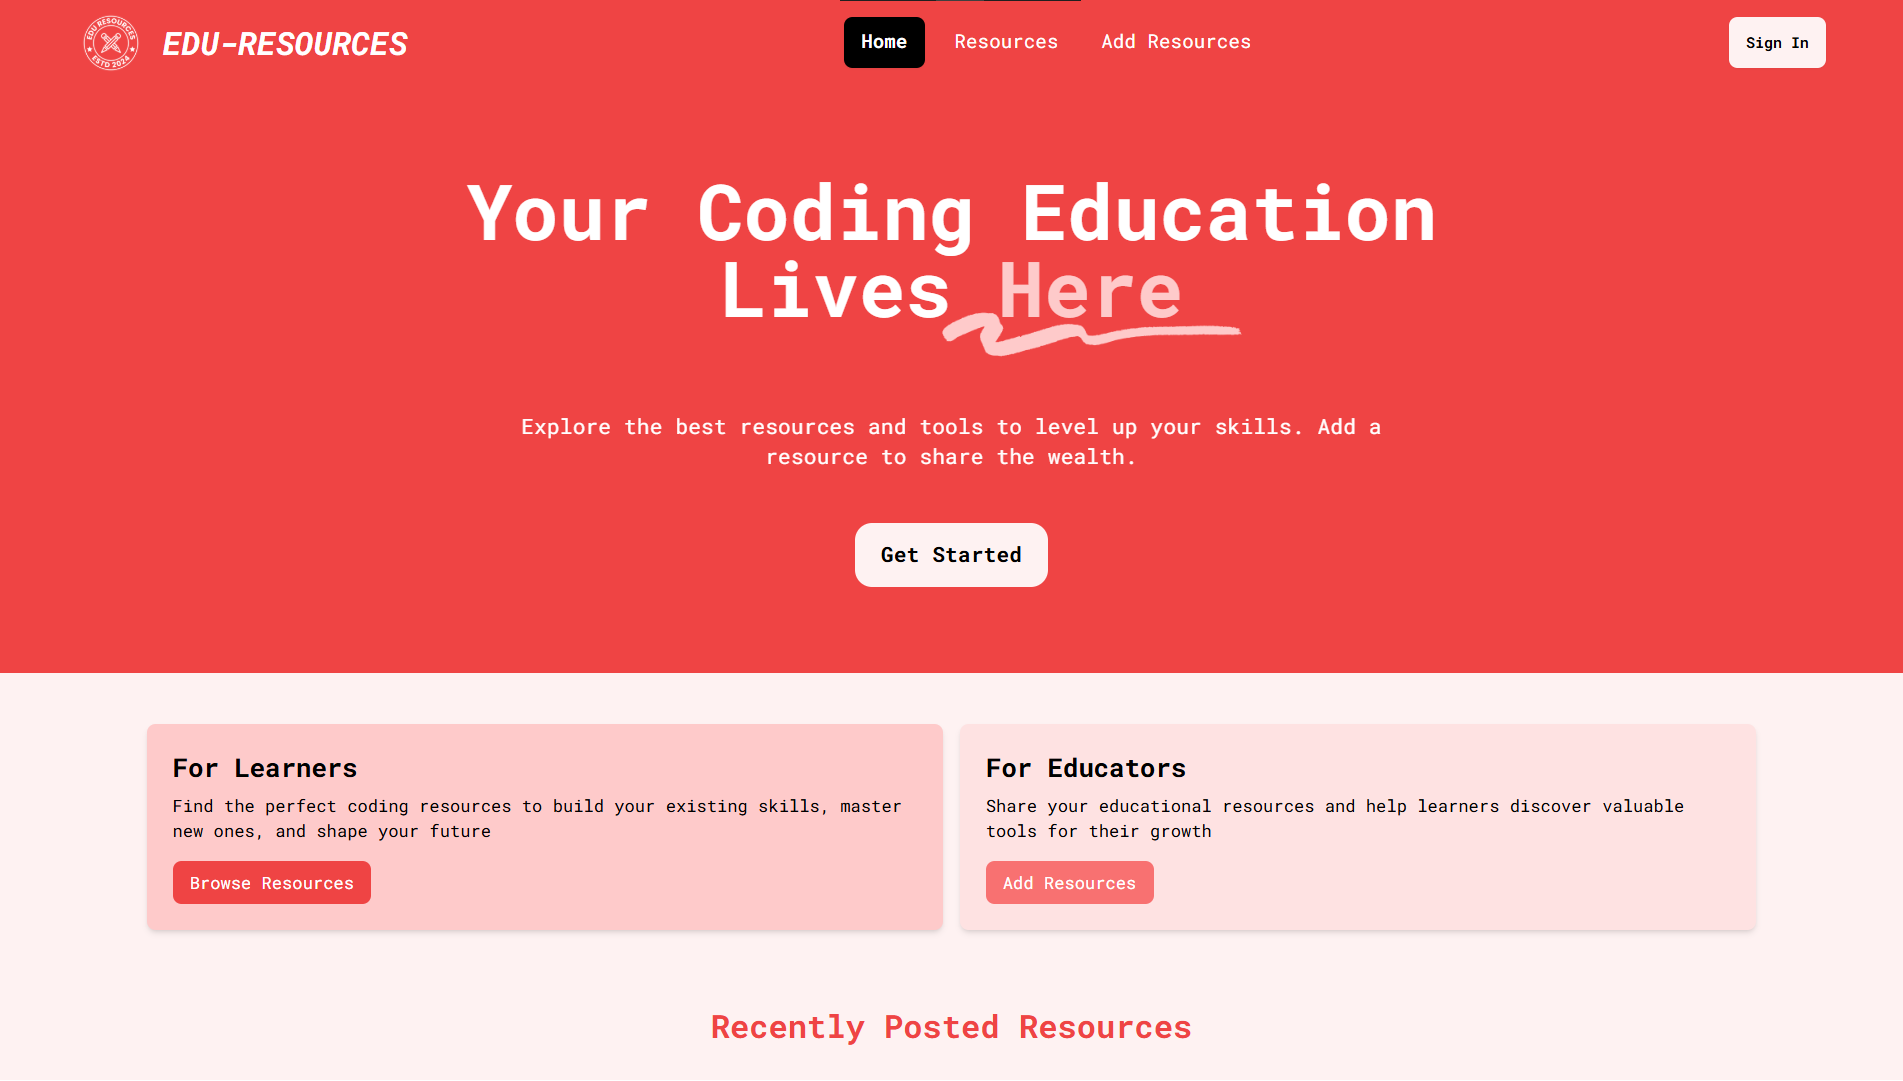 EDU RESOURCES
ESTD 2024
EDU-RESOURCES
Home
Resources
Add Resources
Sign In
Your Coding Education
Lives Here
Explore the best resources and tools to level up your skills. Add a
resource to share the wealth.
Get Started
For Learners
Find the perfect coding resources to build your existing skills, master
new ones, and shape your future
Browse Resources
For Educators
Share your educational resources and help learners discover valuable
tools for their growth
Add Resources
Recently Posted Resources